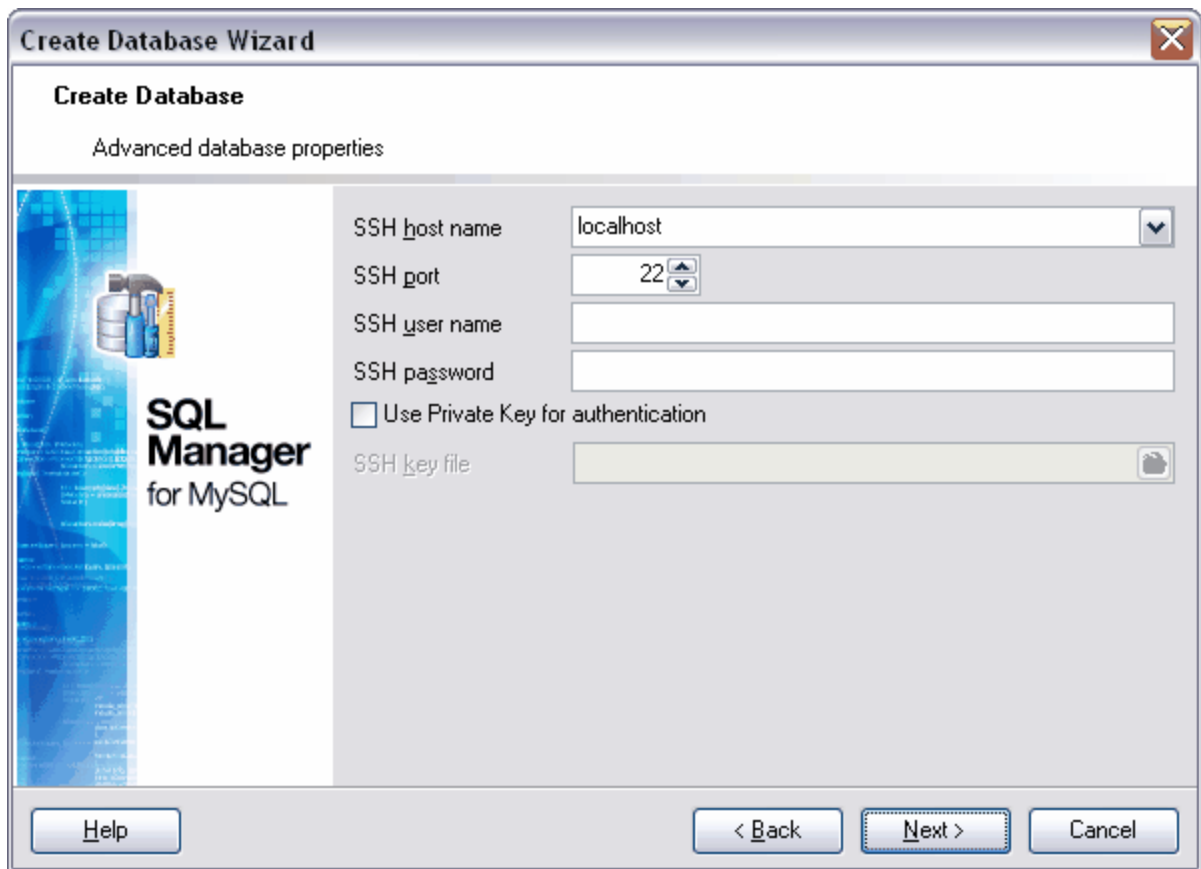 Create Database Wizard
Create Database
Advanced database properties
SSH host name
localhost
SSH port
22
SSH user name
SSH password
Use Private Key for authentication
SSH key file
SQL
Manager
for MySQL
Help
< Back
Next >
Cancel